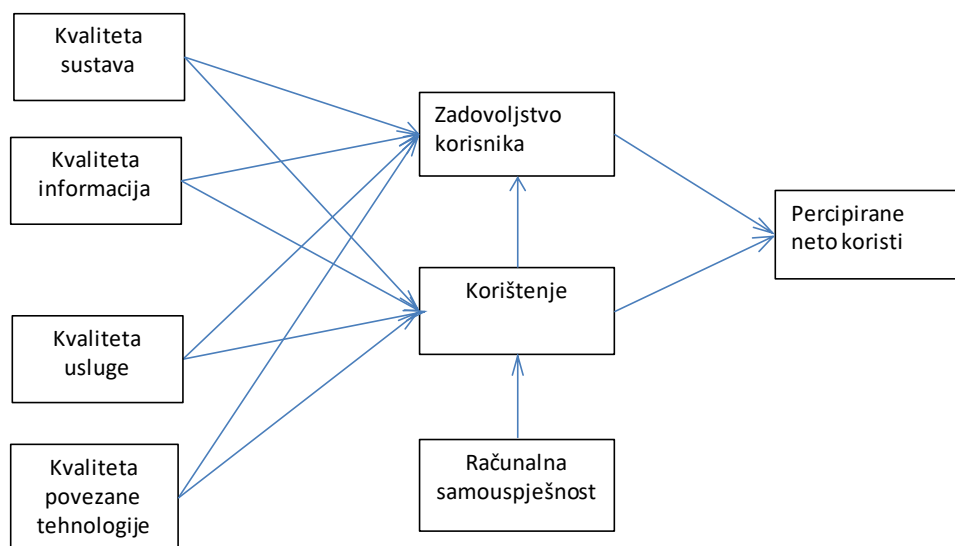 Kvaliteta
sustava
Kvaliteta
informacija
Kvaliteta
usluge
Kvaliteta
povezane
tehnologije
Zadovoljstvo
korisnika
Korištenje
Računalna
samouspješnost
Percipirane
neto koristi